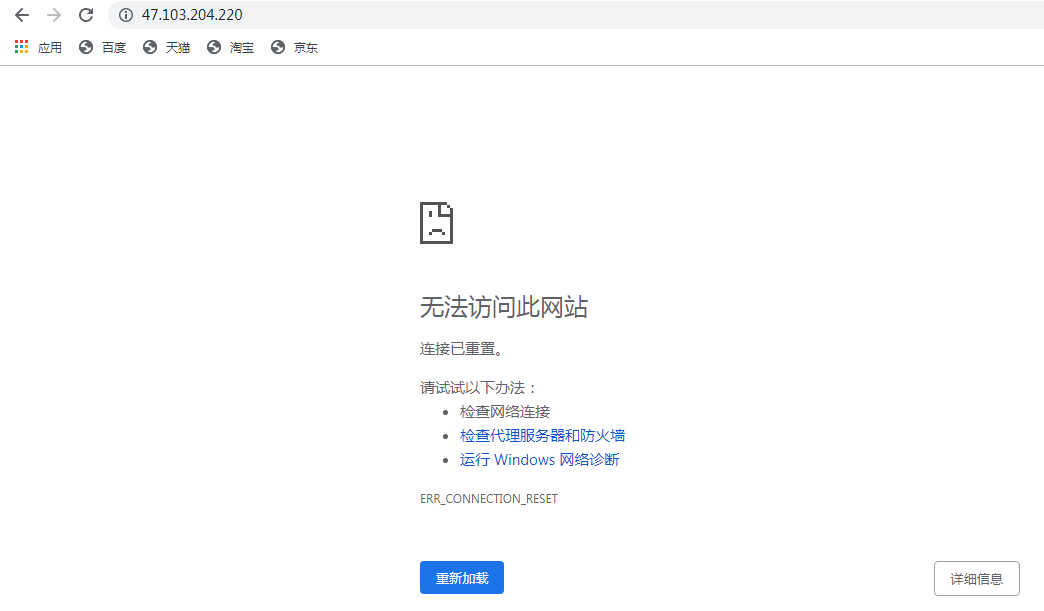 47.103.204.220
应用 百度 天猫 淘宝 京东
无法访问此网站
连接已重置。
请试试以下办法：
检查网络连接
检查代理服务器和防火墙
运行 Windows 网络诊断
ERR_CONNECTION_RESET
重新加载 详细信息